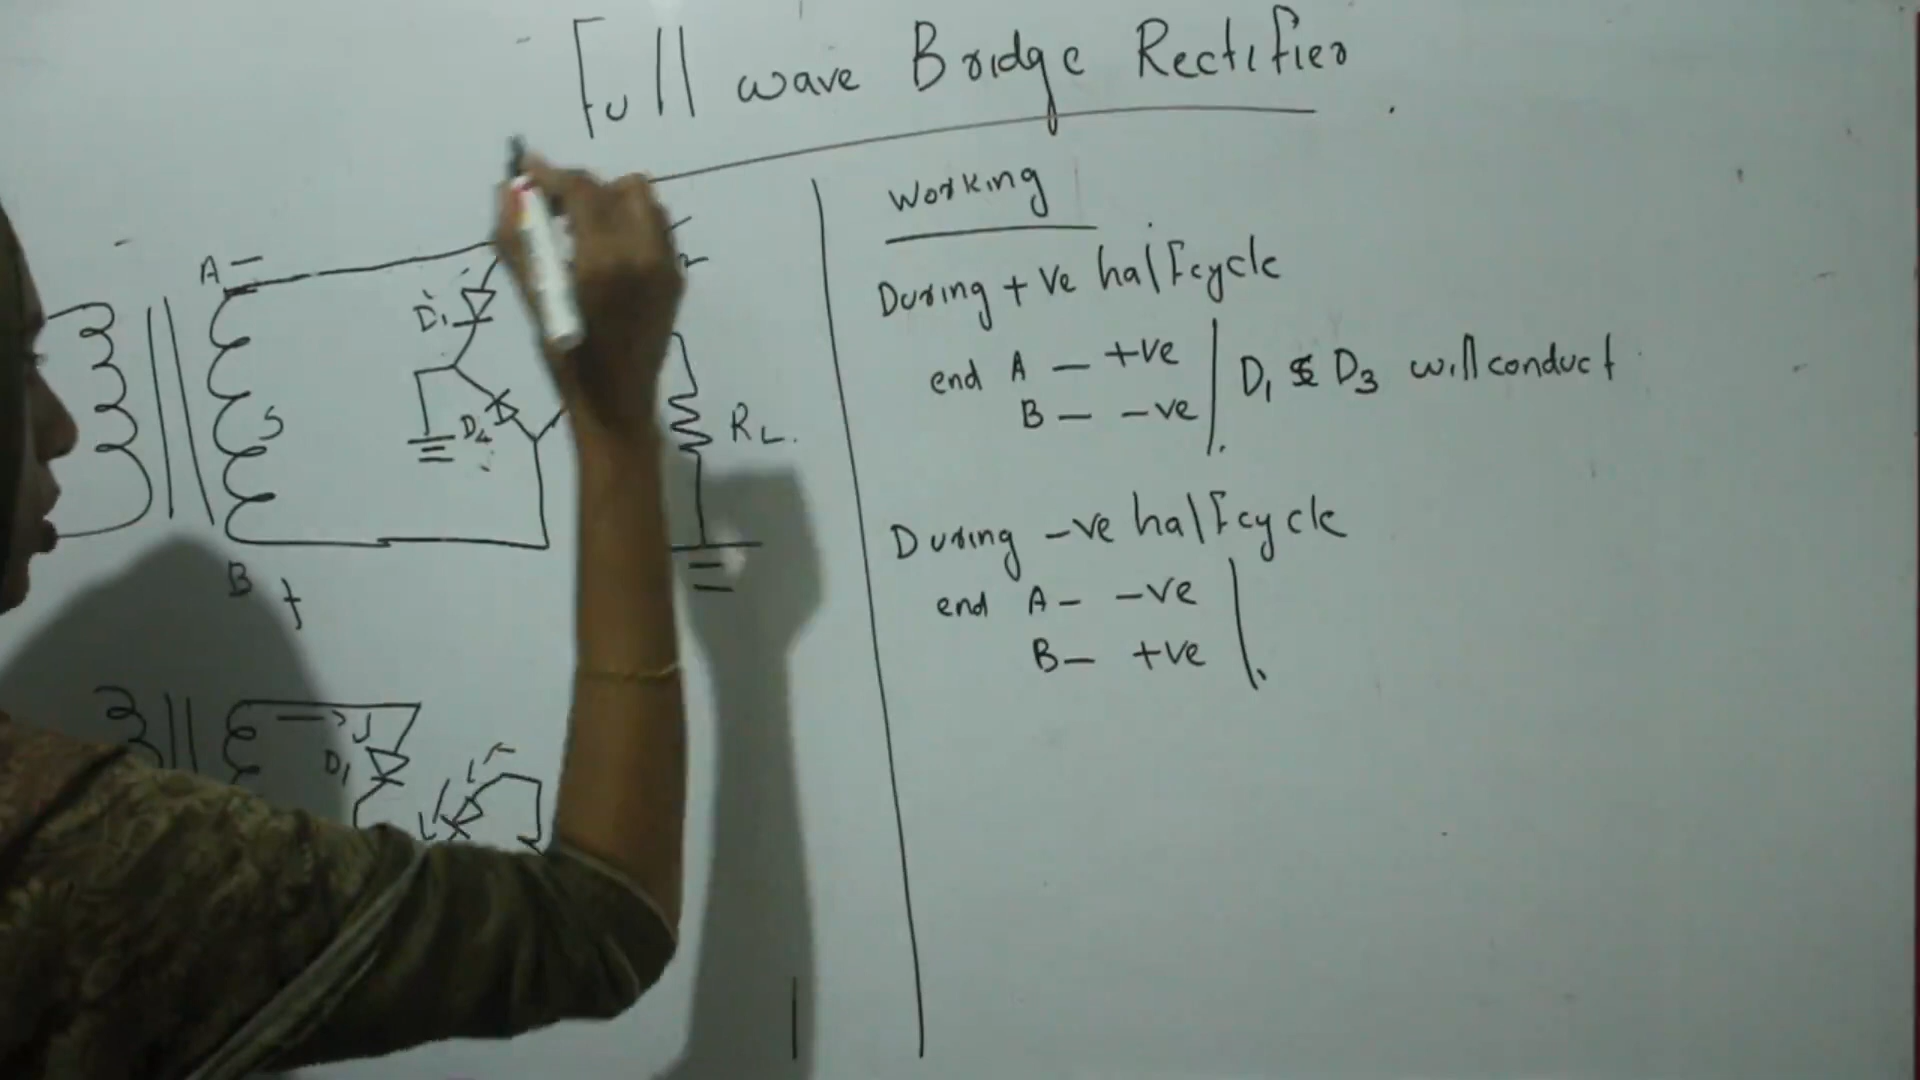 Full wave Bridge Rectifier
Working
During +ve half cycle
end A — +ve
B — -ve
D1 & D3 will conduct
During -ve half cycle
end A - -ve
B - +ve
A -
D1
S
D4
RL.
B +
D1